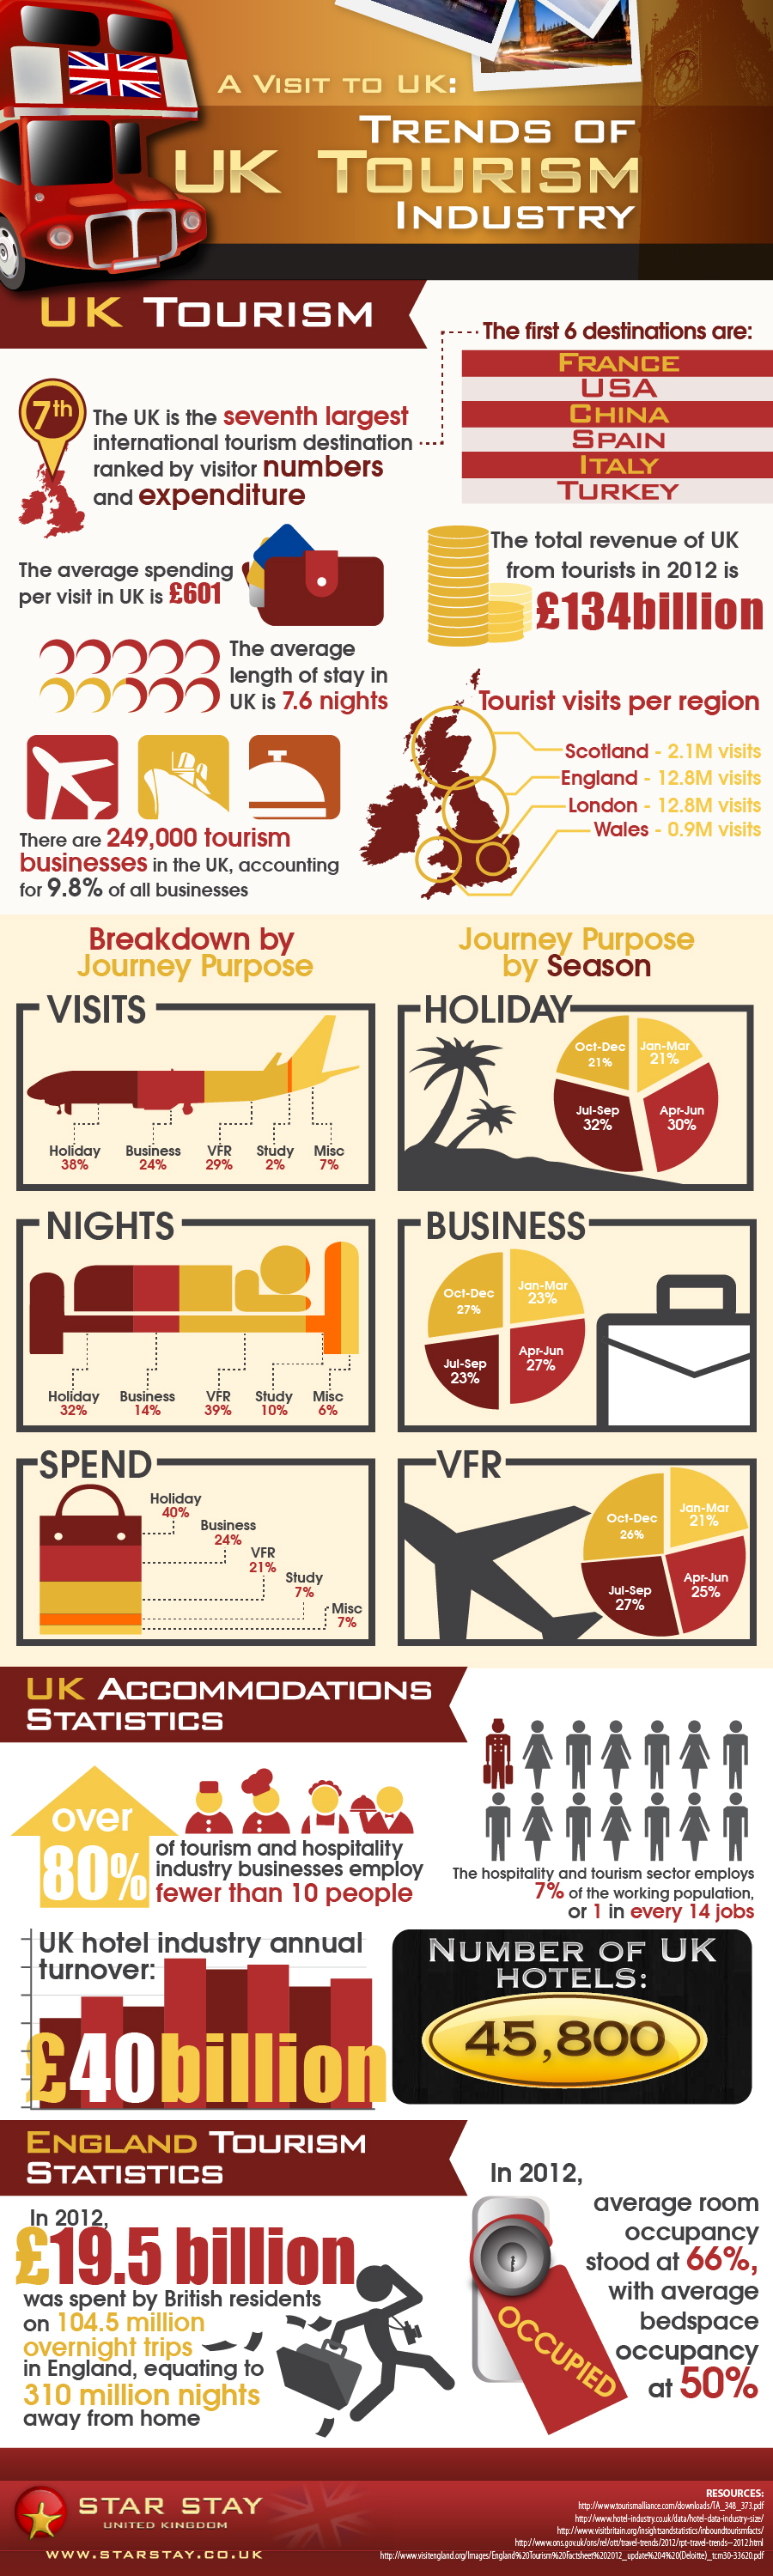 A Visit to UK:
Trends of
UK Tourism
Industry
UK Tourism
The first 6 destinations are:
France
USA
China
Spain
Italy
Turkey
7th
The UK is the seventh largest
international tourism destination
ranked by visitor numbers
and expenditure
The average spending
per visit in UK is £601
The total revenue of UK
from tourists in 2012 is
£134billion
The average
length of stay in
UK is 7.6 nights
Tourist visits per region
Scotland - 2.1M visits
England - 12.8M visits
London - 12.8M visits
Wales - 0.9M visits
There are 249,000 tourism
businesses in the UK, accounting
for 9.8% of all businesses
Breakdown by
Journey Purpose
VISITS
Holiday
38%
Business
24%
VFR
29%
Study
2%
Misc
7%
NIGHTS
Holiday
32%
Business
14%
VFR
39%
Study
10%
Misc
6%
SPEND
Holiday
40%
Business
24%
VFR
21%
Study
7%
Misc
7%
Journey Purpose
by Season
HOLIDAY
Oct-Dec
21%
Jan-Mar
21%
Jul-Sep
32%
Apr-Jun
30%
BUSINESS
Oct-Dec
27%
Jan-Mar
23%
Jul-Sep
23%
Apr-Jun
27%
VFR
Oct-Dec
26%
Jan-Mar
21%
Jul-Sep
27%
Apr-Jun
25%
UK Accommodations
Statistics
over
80%
of tourism and hospitality
industry businesses employ
fewer than 10 people
The hospitality and tourism sector employs
7% of the working population,
or 1 in every 14 jobs
UK hotel industry annual
turnover:
£40billion
Number of UK
Hotels:
45,800
England Tourism
Statistics
In 2012,
£19.5 billion
was spent by British residents
on 104.5 million
overnight trips
in England, equating to
310 million nights
away from home
In 2012,
average room
occupancy
stood at 66%,
with average
bedspace
occupancy
at 50%
OCCUPIED
STAR STAY
UNITED KINGDOM
WWW.STARSTAY.CO.UK
RESOURCES:
http://www.tourismalliance.com/downloads/TA_348_373.pdf
http://www.hotel-industry.co.uk/data/hotel-data-industry-size/
http://www.visitbritain.org/insightsandstatistics/inboundtourismfacts/
http://www.ons.gov.uk/ons/rel/ott/travel-trends/2012/rpt-travel-trends--2012.html
http://www.visitengland.org/Images/England%20Tourism%20Factsheet%202012_update%204%20(Deloitte)_tcm30-33620.pdf